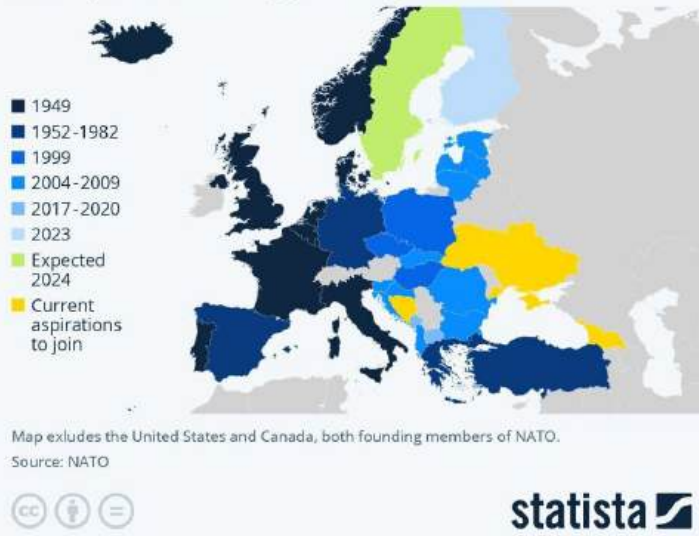 1949
1952-1982
1999
2004-2009
2017-2020
2023
Expected
2024
Current
aspirations
to join
Map exludes the United States and Canada, both founding members of NATO.
Source: NATO
cc
statista